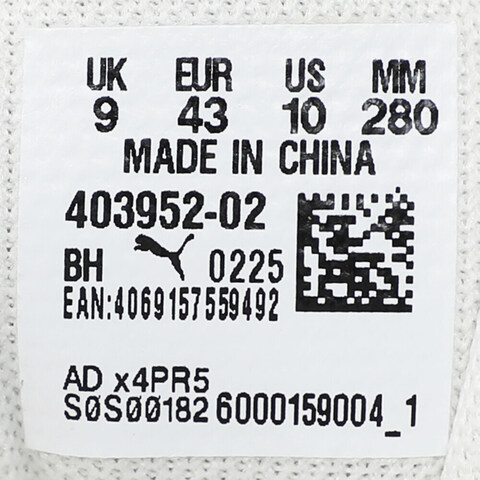 UK EUR US MM
9 43 10 280
MADE IN CHINA
403952-02
BH 0225
EAN:4069157559492
AD x4PR5
SØSØØ182 6000159004_1